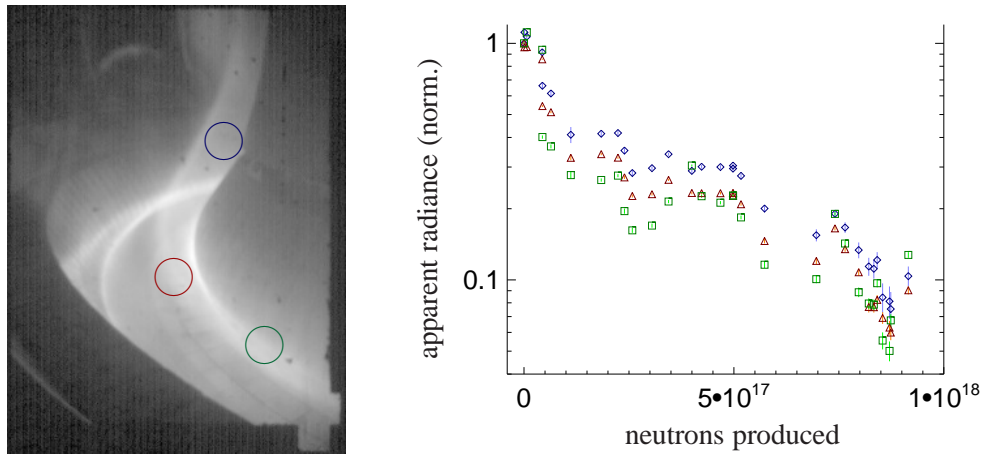 apparent radiance (norm.)
1
0.1
0
5•10^17
1•10^18
neutrons produced